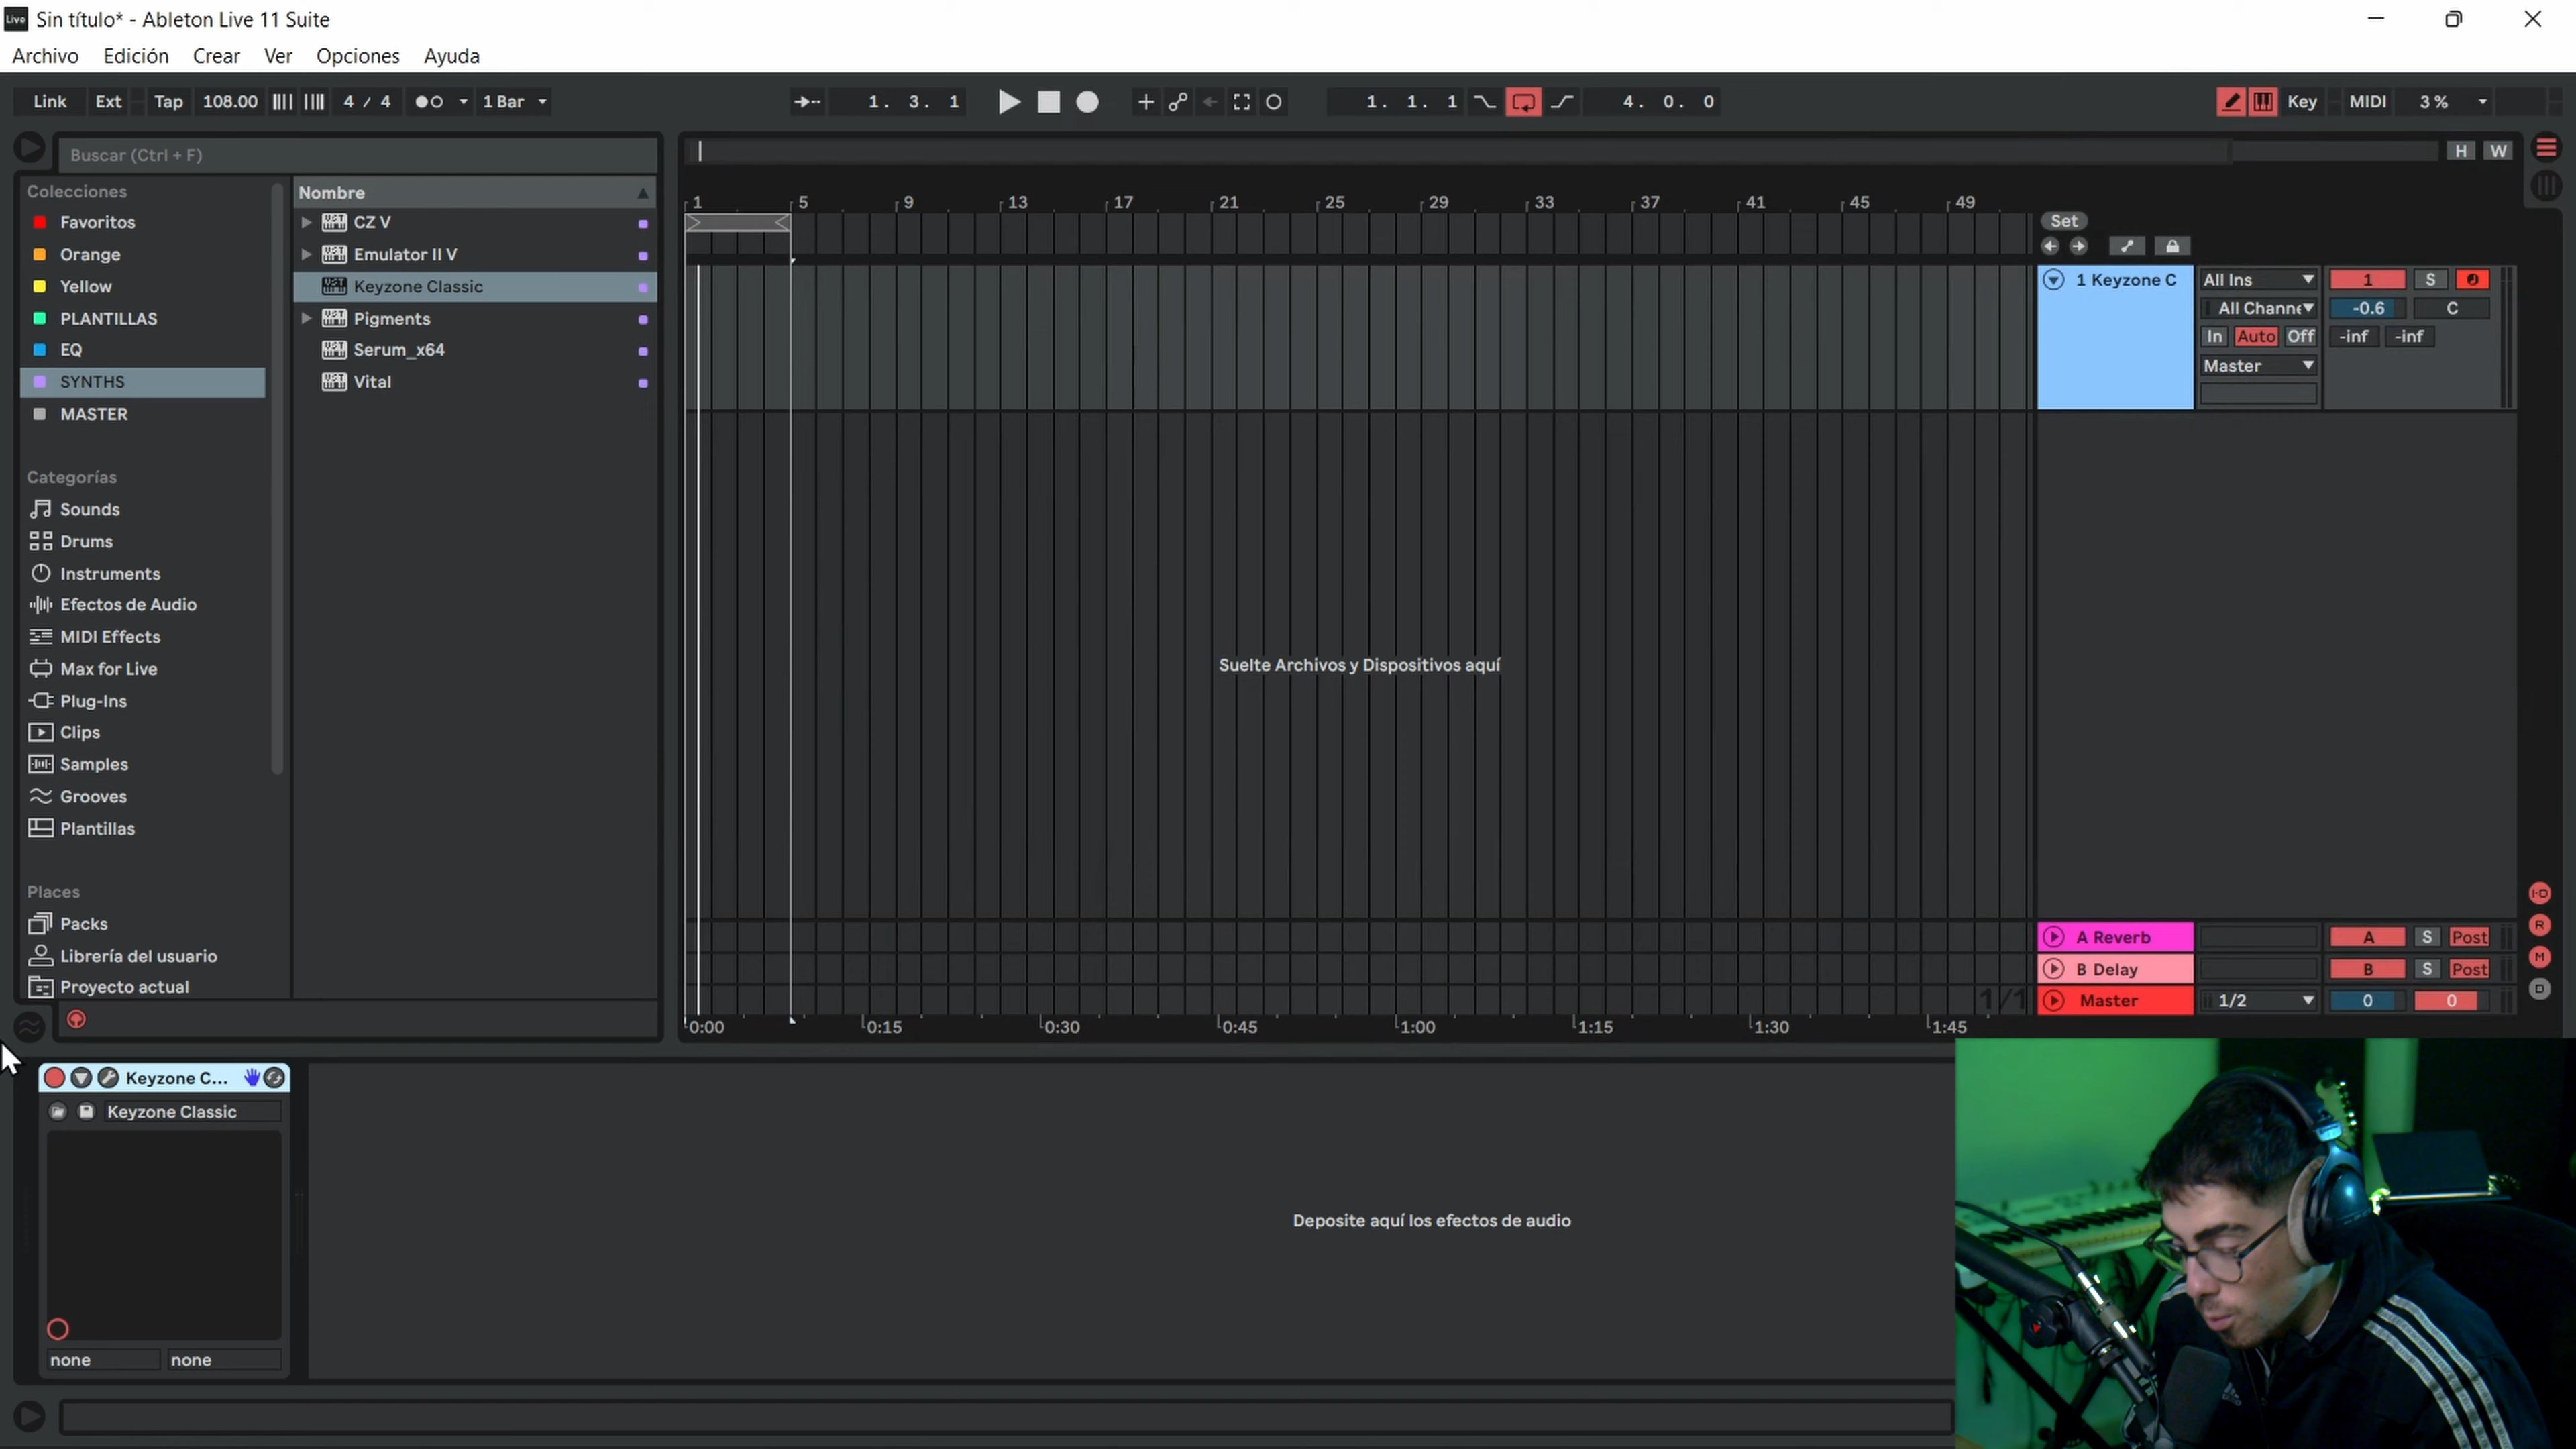 Live Sin título* - Ableton Live 11 Suite
Archivo Edición Crear Ver Opciones Ayuda
Link Ext Tap 108.00 4 / 4 1 Bar 1. 3. 1 1. 1. 1 4. 0. 0 Key MIDI 3 %
Buscar (Ctrl + F)
H W
Colecciones
Favoritos
Orange
Yellow
PLANTILLAS
EQ
SYNTHS
MASTER
Categorías
Sounds
Drums
Instruments
Efectos de Audio
MIDI Effects
Max for Live
Plug-Ins
Clips
Samples
Grooves
Plantillas
Places
Packs
Librería del usuario
Proyecto actual
Nombre
CZ V
Emulator II V
Keyzone Classic
Pigments
Serum_x64
Vital
1 5 9 13 17 21 25 29 33 37 41 45 49
Set
1 Keyzone C All Ins 1 S
All Channe -0.6 C
In Auto Off -inf -inf
Master
Suelte Archivos y Dispositivos aquí
A Reverb A S Post
B Delay B S Post
1/1 Master 1/2 0 0
0:00 0:15 0:30 0:45 1:00 1:15 1:30 1:45
I-O
R
M
D
Keyzone C...
Keyzone Classic
none none
Deposite aquí los efectos de audio